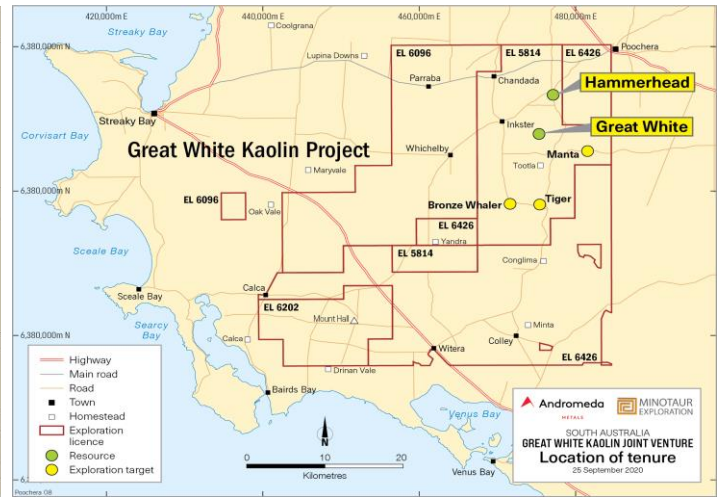 420,000m E
440,000m E
460,000m E
480,000m E
6,380,000m N
6,380,000m N
6,380,000m N
Streaky Bay
Coolgrana
Lupina Downs
EL 6096
EL 5814
EL 6426
Poochera
Parraba
Chandada
Hammerhead
Streaky Bay
Inkster
Great White
Corvisart Bay
Great White Kaolin Project
Whichelby
Manta
Maryvale
Tootla
EL 6096
Oak Vale
Bronze Whaler
Tiger
EL 6426
Yandra
Sceale Bay
EL 5814
Conglima
Calca
Sceale Bay
EL 6202
Searcy
Bay
Mount Hall
Calca
Minta
Colley
Witera
EL 6426
Drinan Vale
Bairds Bay
Venus Bay
Venus Bay
Highway
Main road
Road
Town
Homestead
Exploration
licence
Resource
Exploration target
N
0 10 20
Kilometres
Andromeda
METALS
MINOTAUR
EXPLORATION
SOUTH AUSTRALIA
GREAT WHITE KAOLIN JOINT VENTURE
Location of tenure
25 September 2020